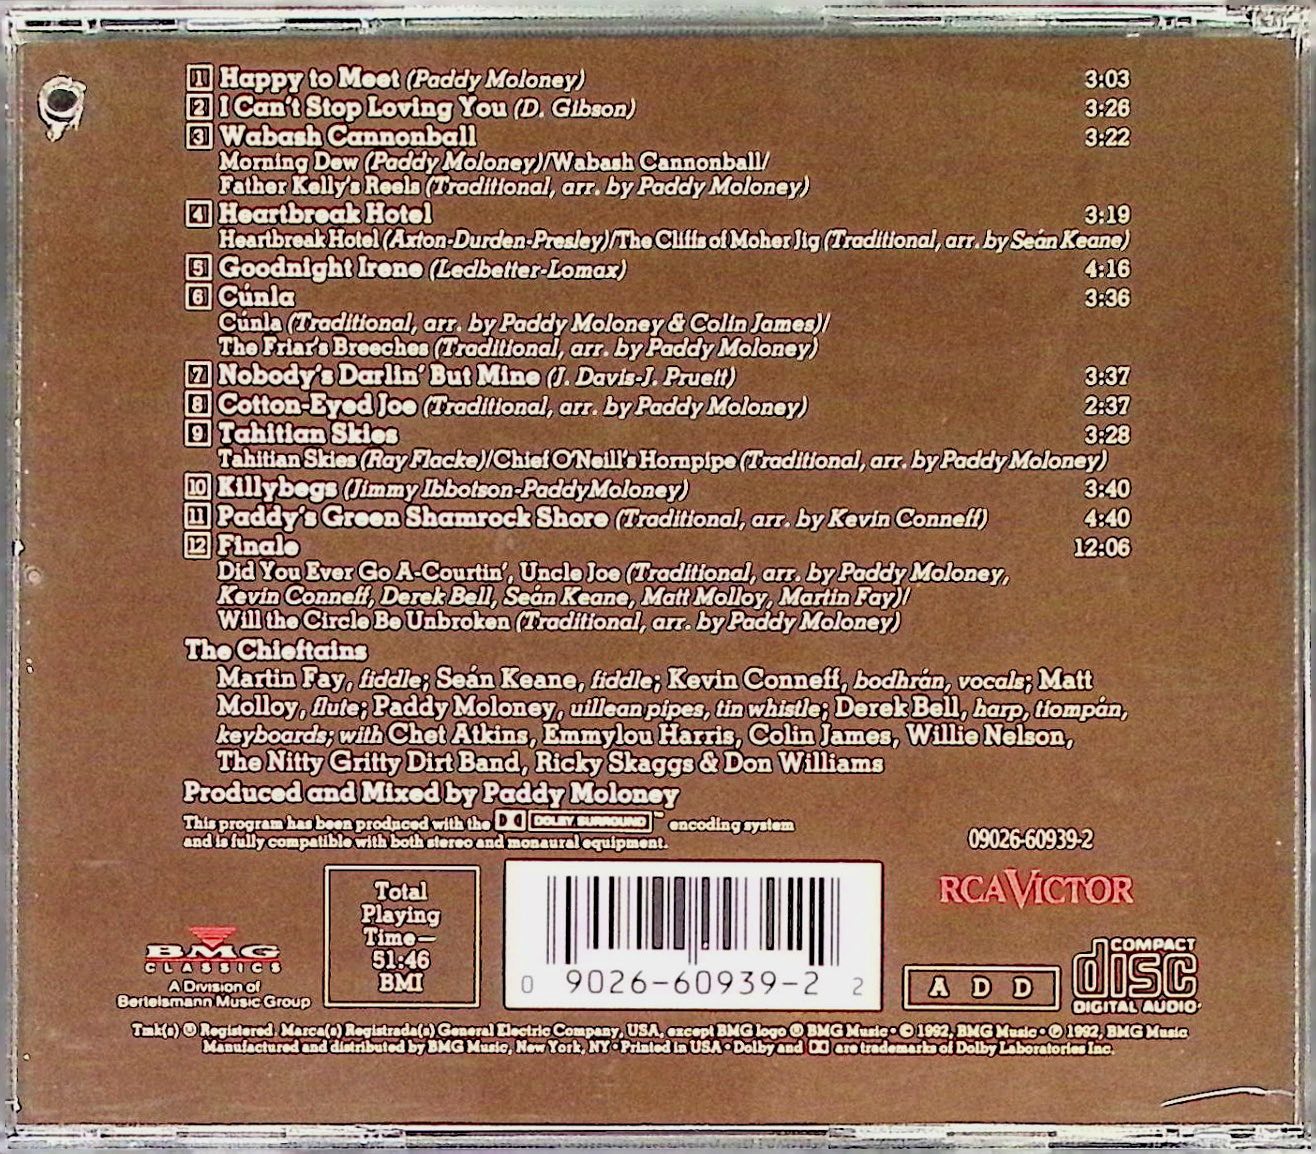 1 Happy to Meet (Paddy Moloney) 3:03
2 I Can't Stop Loving You (D. Gibson) 3:26
3 Wabash Cannonball 3:22
Morning Dew (Paddy Moloney)/Wabash Cannonball/
Father Kelly's Reels (Traditional, arr. by Paddy Moloney)
4 Heartbreak Hotel 3:19
Heartbreak Hotel (Axton-Durden-Presley)/The Cliffs of Moher Jig (Traditional, arr. by Seán Keane)
5 Goodnight Irene (Ledbetter-Lomax) 4:16
6 Cúnla 3:36
Cúnla (Traditional, arr. by Paddy Moloney & Colin James)/
The Friar's Breeches (Traditional, arr. by Paddy Moloney)
7 Nobody's Darlin' But Mine (J. Davis-J. Pruett) 3:37
8 Cotton-Eyed Joe (Traditional, arr. by Paddy Moloney) 2:37
9 Tahitian Skies 3:28
Tahitian Skies (Ray Flacke)/Chief O'Neill's Hornpipe (Traditional, arr. by Paddy Moloney)
10 Killybegs (Jimmy Ibbotson-PaddyMoloney) 3:40
11 Paddy's Green Shamrock Shore (Traditional, arr. by Kevin Conneff) 4:40
12 Finale 12:06
Did You Ever Go A-Courtin', Uncle Joe (Traditional, arr. by Paddy Moloney,
Kevin Conneff, Derek Bell, Seán Keane, Matt Molloy, Martin Fay)/
Will the Circle Be Unbroken (Traditional, arr. by Paddy Moloney)
The Chieftains
Martin Fay, fiddle; Seán Keane, fiddle; Kevin Conneff, bodhrán, vocals; Matt
Molloy, flute; Paddy Moloney, uillean pipes, tin whistle; Derek Bell, harp, tiompán,
keyboards; with Chet Atkins, Emmylou Harris, Colin James, Willie Nelson,
The Nitty Gritty Dirt Band, Ricky Skaggs & Don Williams
Produced and Mixed by Paddy Moloney
This program has been produced with the DOLBY SURROUND™ encoding system
and is fully compatible with both stereo and monaural equipment.
09026-60939-2
RCA VICTOR
Total
Playing
Time—
51:46
BMI
BMG
CLASSICS
A Division of
Bertelsmann Music Group
0 9026-60939-2 2
A D D
COMPACT
disc
DIGITAL AUDIO
Tmk(s) ® Registered. Marca(s) Registrada(s) General Electric Company, USA, except BMG logo ® BMG Music • © 1992, BMG Music • ℗ 1992, BMG Music
Manufactured and distributed by BMG Music, New York, NY • Printed in USA • Dolby and are trademarks of Dolby Laboratories Inc.